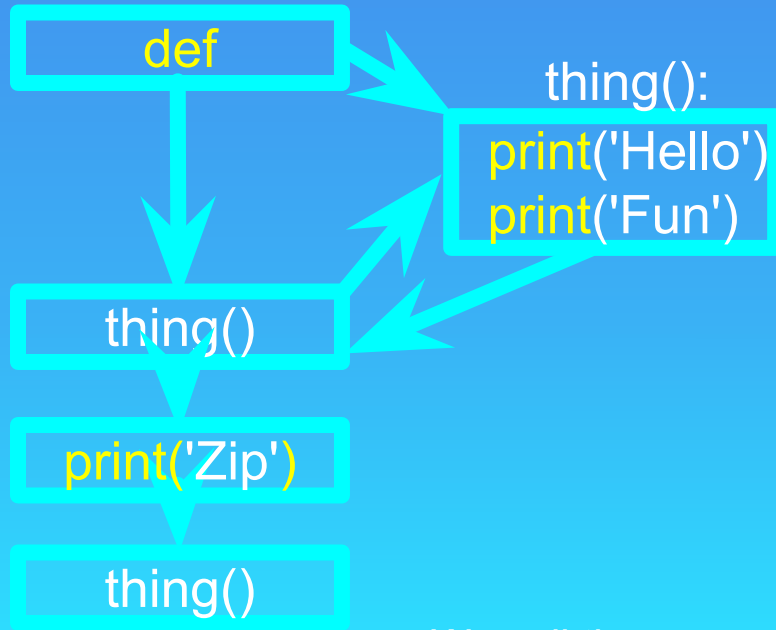 def
thing():
print('Hello')
print('Fun')
thing()
print('Zip')
thing()